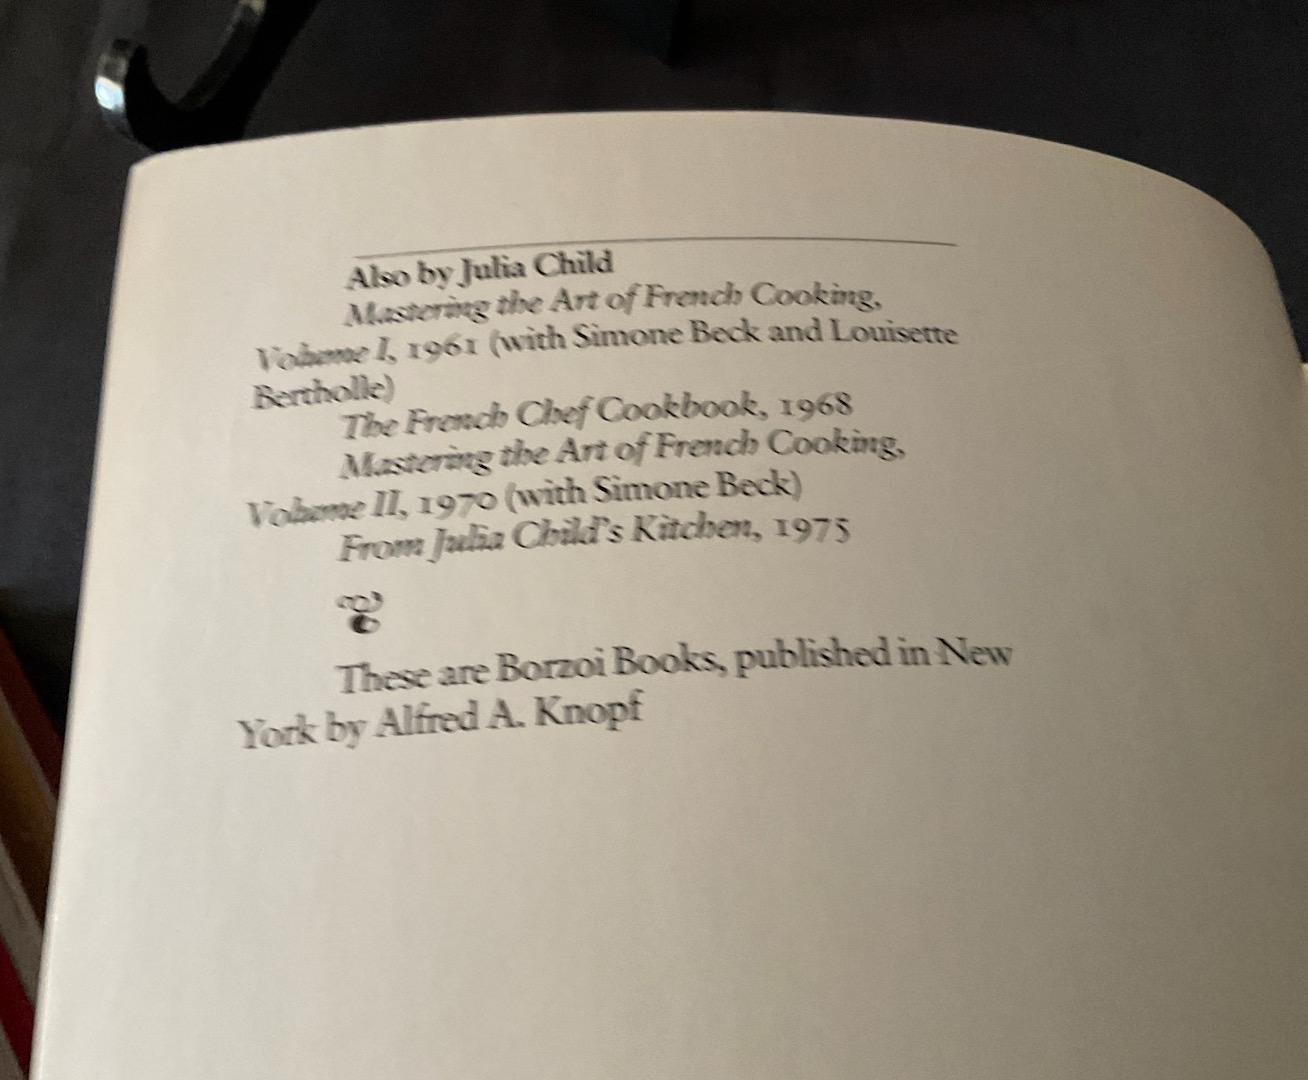 Also by Julia Child
Mastering the Art of French Cooking,
Volume I, 1961 (with Simone Beck and Louisette
Bertholle)
The French Chef Cookbook, 1968
Mastering the Art of French Cooking,
Volume II, 1970 (with Simone Beck)
From Julia Child's Kitchen, 1975
These are Borzoi Books, published in New
York by Alfred A. Knopf